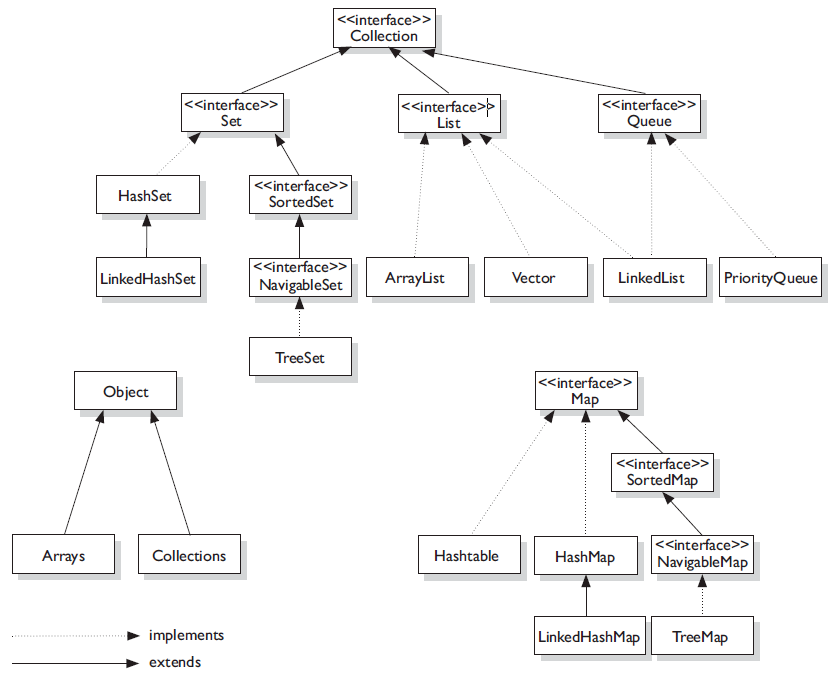 <<interface>>
Collection
<<interface>>
Set
<<interface>>
List
<<interface>>
Queue
HashSet
<<interface>>
SortedSet
LinkedHashSet
<<interface>>
NavigableSet
ArrayList
Vector
LinkedList
PriorityQueue
TreeSet
Object
<<interface>>
Map
<<interface>>
SortedMap
Arrays
Collections
Hashtable
HashMap
<<interface>>
NavigableMap
LinkedHashMap
TreeMap
implements
extends